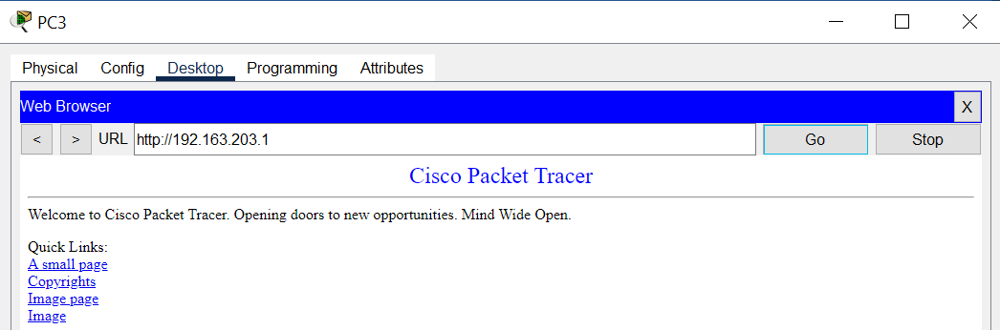 PC3
Physical Config Desktop Programming Attributes
Web Browser X
< > URL http://192.163.203.1 Go Stop
Cisco Packet Tracer
Welcome to Cisco Packet Tracer. Opening doors to new opportunities. Mind Wide Open.
Quick Links:
A small page
Copyrights
Image page
Image